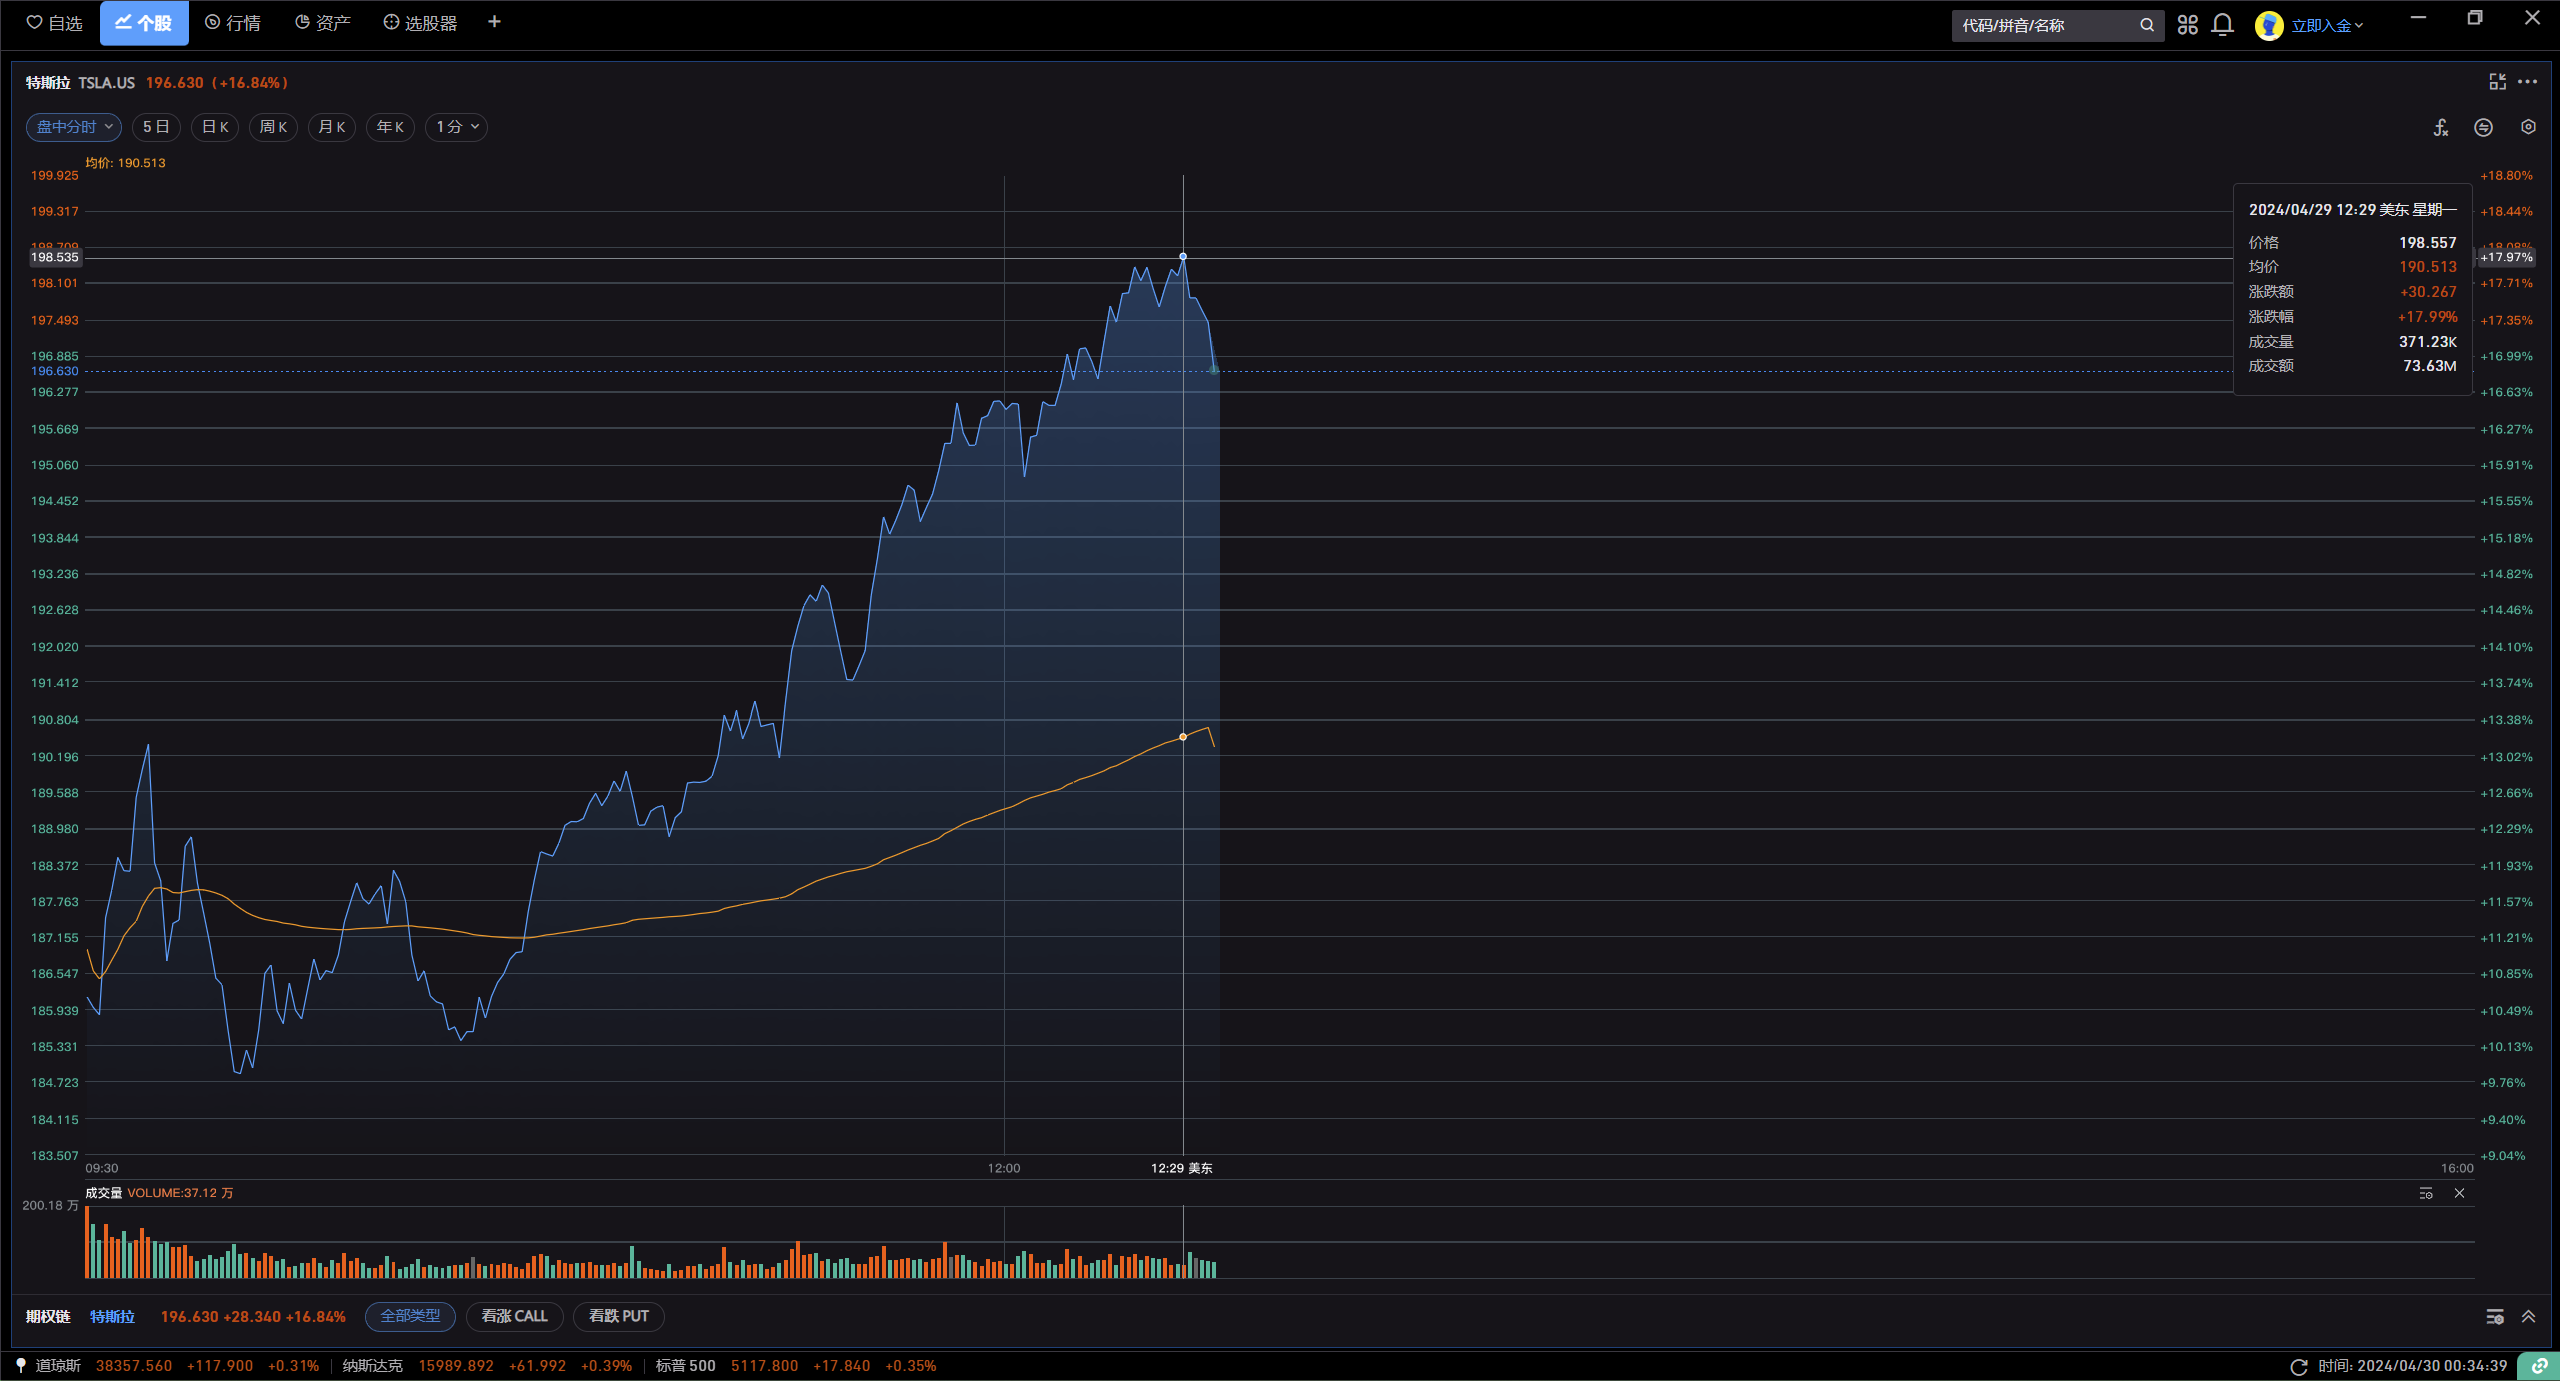 自选 个股 行情 资产 选股器 + 代码/拼音/名称 立即入金
特斯拉 TSLA.US 196.630 (+16.84%)
盘中分时 5日 日K 周K 月K 年K 1分
均价: 190.513
199.925 +18.80%
199.317 +18.44%
198.709 +18.08%
198.535 +17.97%
198.101 +17.71%
197.493 +17.35%
196.885 +16.99%
196.630
196.277 +16.63%
195.669 +16.27%
195.060 +15.91%
194.452 +15.55%
193.844 +15.18%
193.236 +14.82%
192.628 +14.46%
192.020 +14.10%
191.412 +13.74%
190.804 +13.38%
190.196 +13.02%
189.588 +12.66%
188.980 +12.29%
188.372 +11.93%
187.763 +11.57%
187.155 +11.21%
186.547 +10.85%
185.939 +10.49%
185.331 +10.13%
184.723 +9.76%
184.115 +9.40%
183.507 +9.04%
2024/04/29 12:29 美东 星期一
价格 198.557
均价 190.513
涨跌额 +30.267
涨跌幅 +17.99%
成交量 371.23K
成交额 73.63M
09:30 12:00 12:29 美东 16:00
成交量 VOLUME:37.12 万
200.18 万
期权链 特斯拉 196.630 +28.340 +16.84% 全部类型 看涨 CALL 看跌 PUT
道琼斯 38357.560 +117.900 +0.31% 纳斯达克 15989.892 +61.992 +0.39% 标普 500 5117.800 +17.840 +0.35% 时间: 2024/04/30 00:34:39